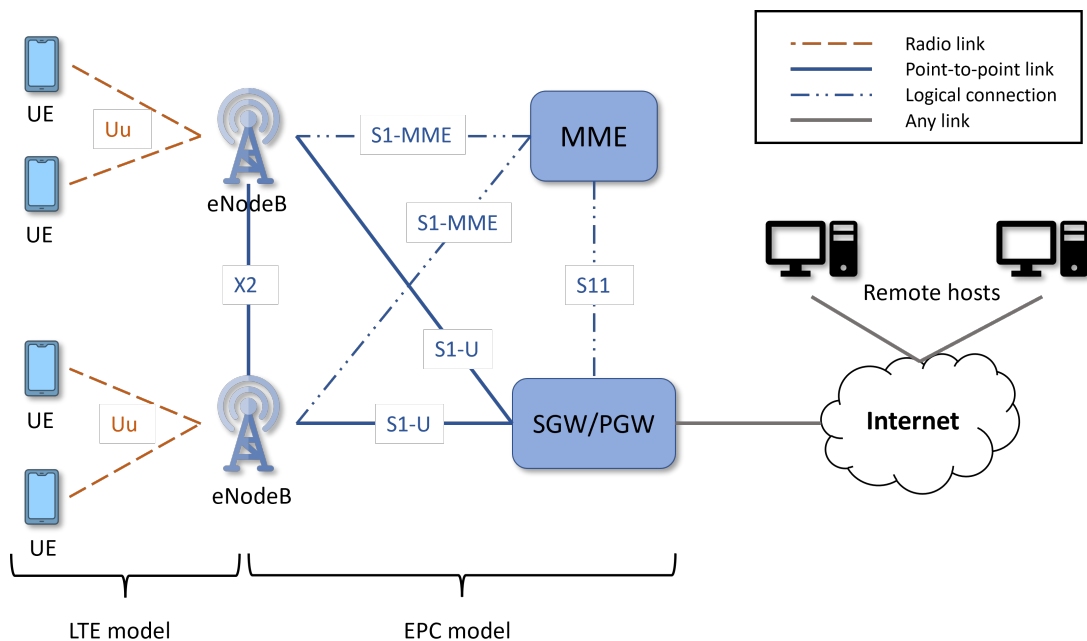 Radio link
Point-to-point link
Logical connection
Any link
UE
Uu
UE
eNodeB
S1-MME
MME
S1-MME
X2
S11
Remote hosts
S1-U
UE
Uu
UE
eNodeB
S1-U
SGW/PGW
Internet
LTE model
EPC model